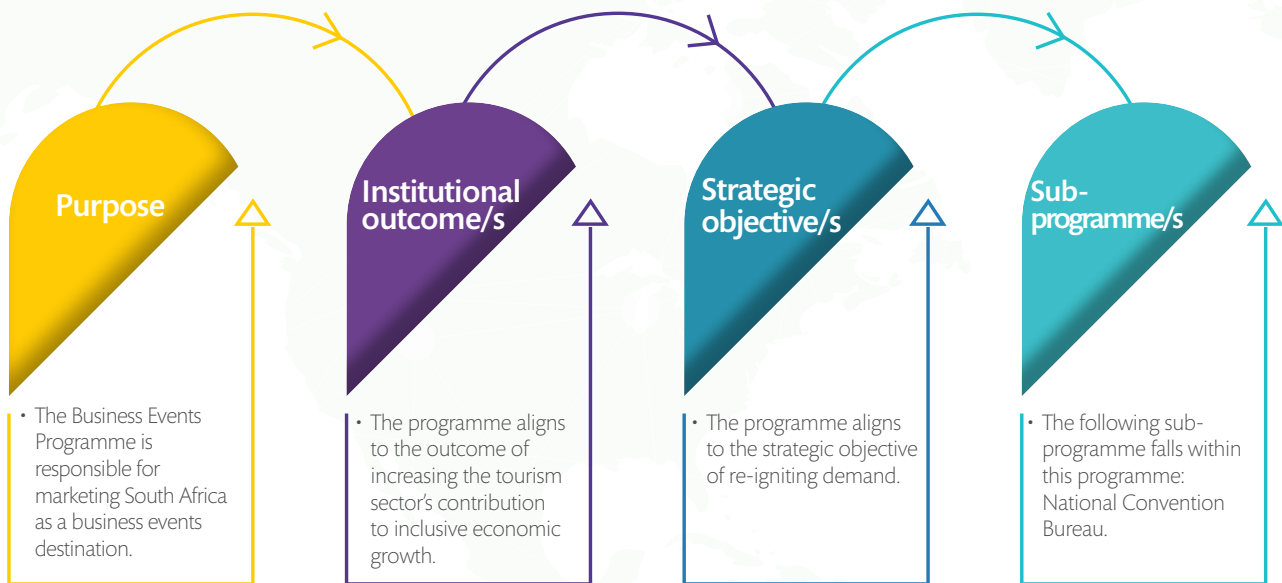 Purpose
• The Business Events
Programme is
responsible for
marketing South Africa
as a business events
destination.
Institutional
outcome/s
• The programme aligns
to the outcome of
increasing the tourism
sector's contribution
to inclusive economic
growth.
Strategic
objective/s
• The programme aligns
to the strategic objective
of re-igniting demand.
Sub-
programme/s
• The following sub-
programme falls within
this programme:
National Convention
Bureau.